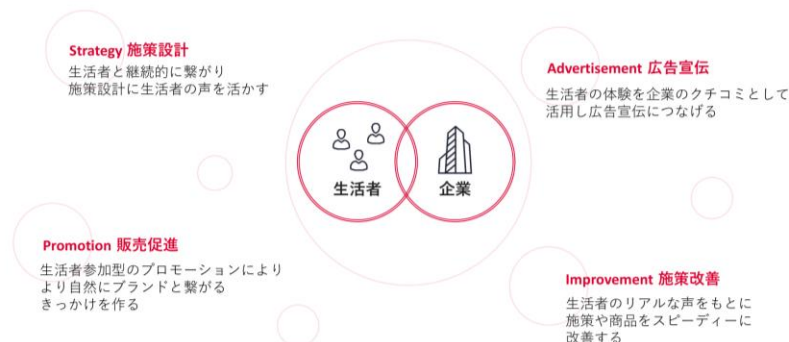 Strategy 施策設計
生活者と継続的に繋がり
施策設計に生活者の声を活かす
Advertisement 広告宣伝
生活者の体験を企業のクチコミとして
活用し広告宣伝につなげる
生活者
企業
Promotion 販売促進
生活者参加型のプロモーションにより
より自然にブランドと繋がる
きっかけを作る
Improvement 施策改善
生活者のリアルな声をもとに
施策や商品をスピーディーに
改善する